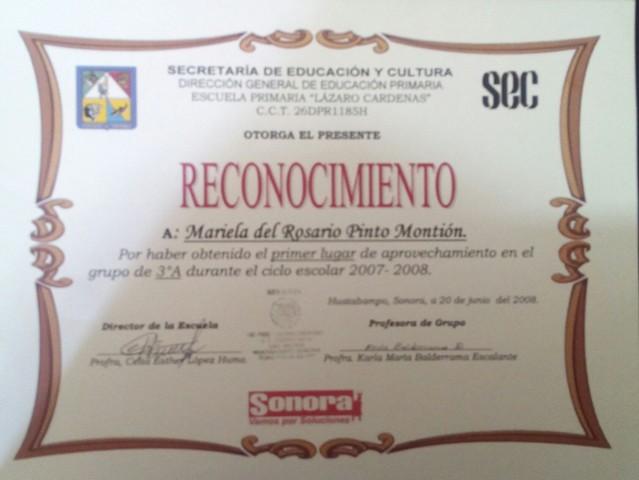 SECRETARÍA DE EDUCACIÓN Y CULTURA
DIRECCIÓN GENERAL DE EDUCACIÓN PRIMARIA
ESCUELA PRIMARIA "LÁZARO CARDENAS"
C.C.T. 26DPR1185H
SEC
OTORGA EL PRESENTE
RECONOCIMIENTO
A: Mariela del Rosario Pinto Montión.
Por haber obtenido el primer lugar de aprovechamiento en el
grupo de 3°A durante el ciclo escolar 2007- 2008.
Huatabampo, Sonora, a 20 de junio del 2008.
Director de la Escuela
Profesora de Grupo
Profra. Celia Esther López Huma.
Profra. Karla María Balderrama Escalante
Sonora
Vamos por Soluciones